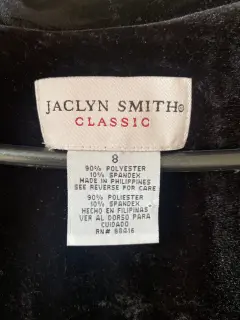 JACLYN SMITH®
CLASSIC
8
90% POLYESTER
10% SPANDEX
MADE IN PHILIPPINES
SEE REVERSE FOR CARE
90% POLIESTER
10% SPANDEX
HECHO EN FILIPINAS
VER AL DORSO PARA
CUIDADO
RN# 98416